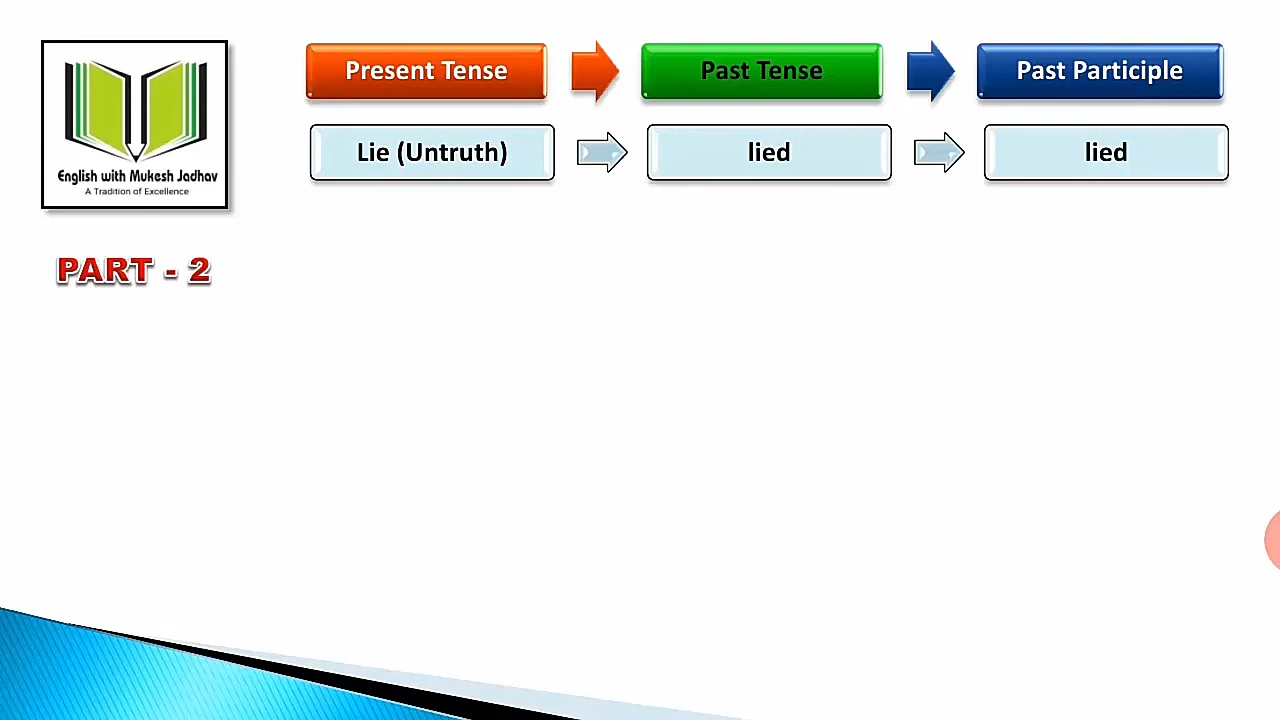 Present Tense
Past Tense
Past Participle
Lie (Untruth)
lied
lied
English with Mukesh Jadhav
A Tradition of Excellence
PART - 2